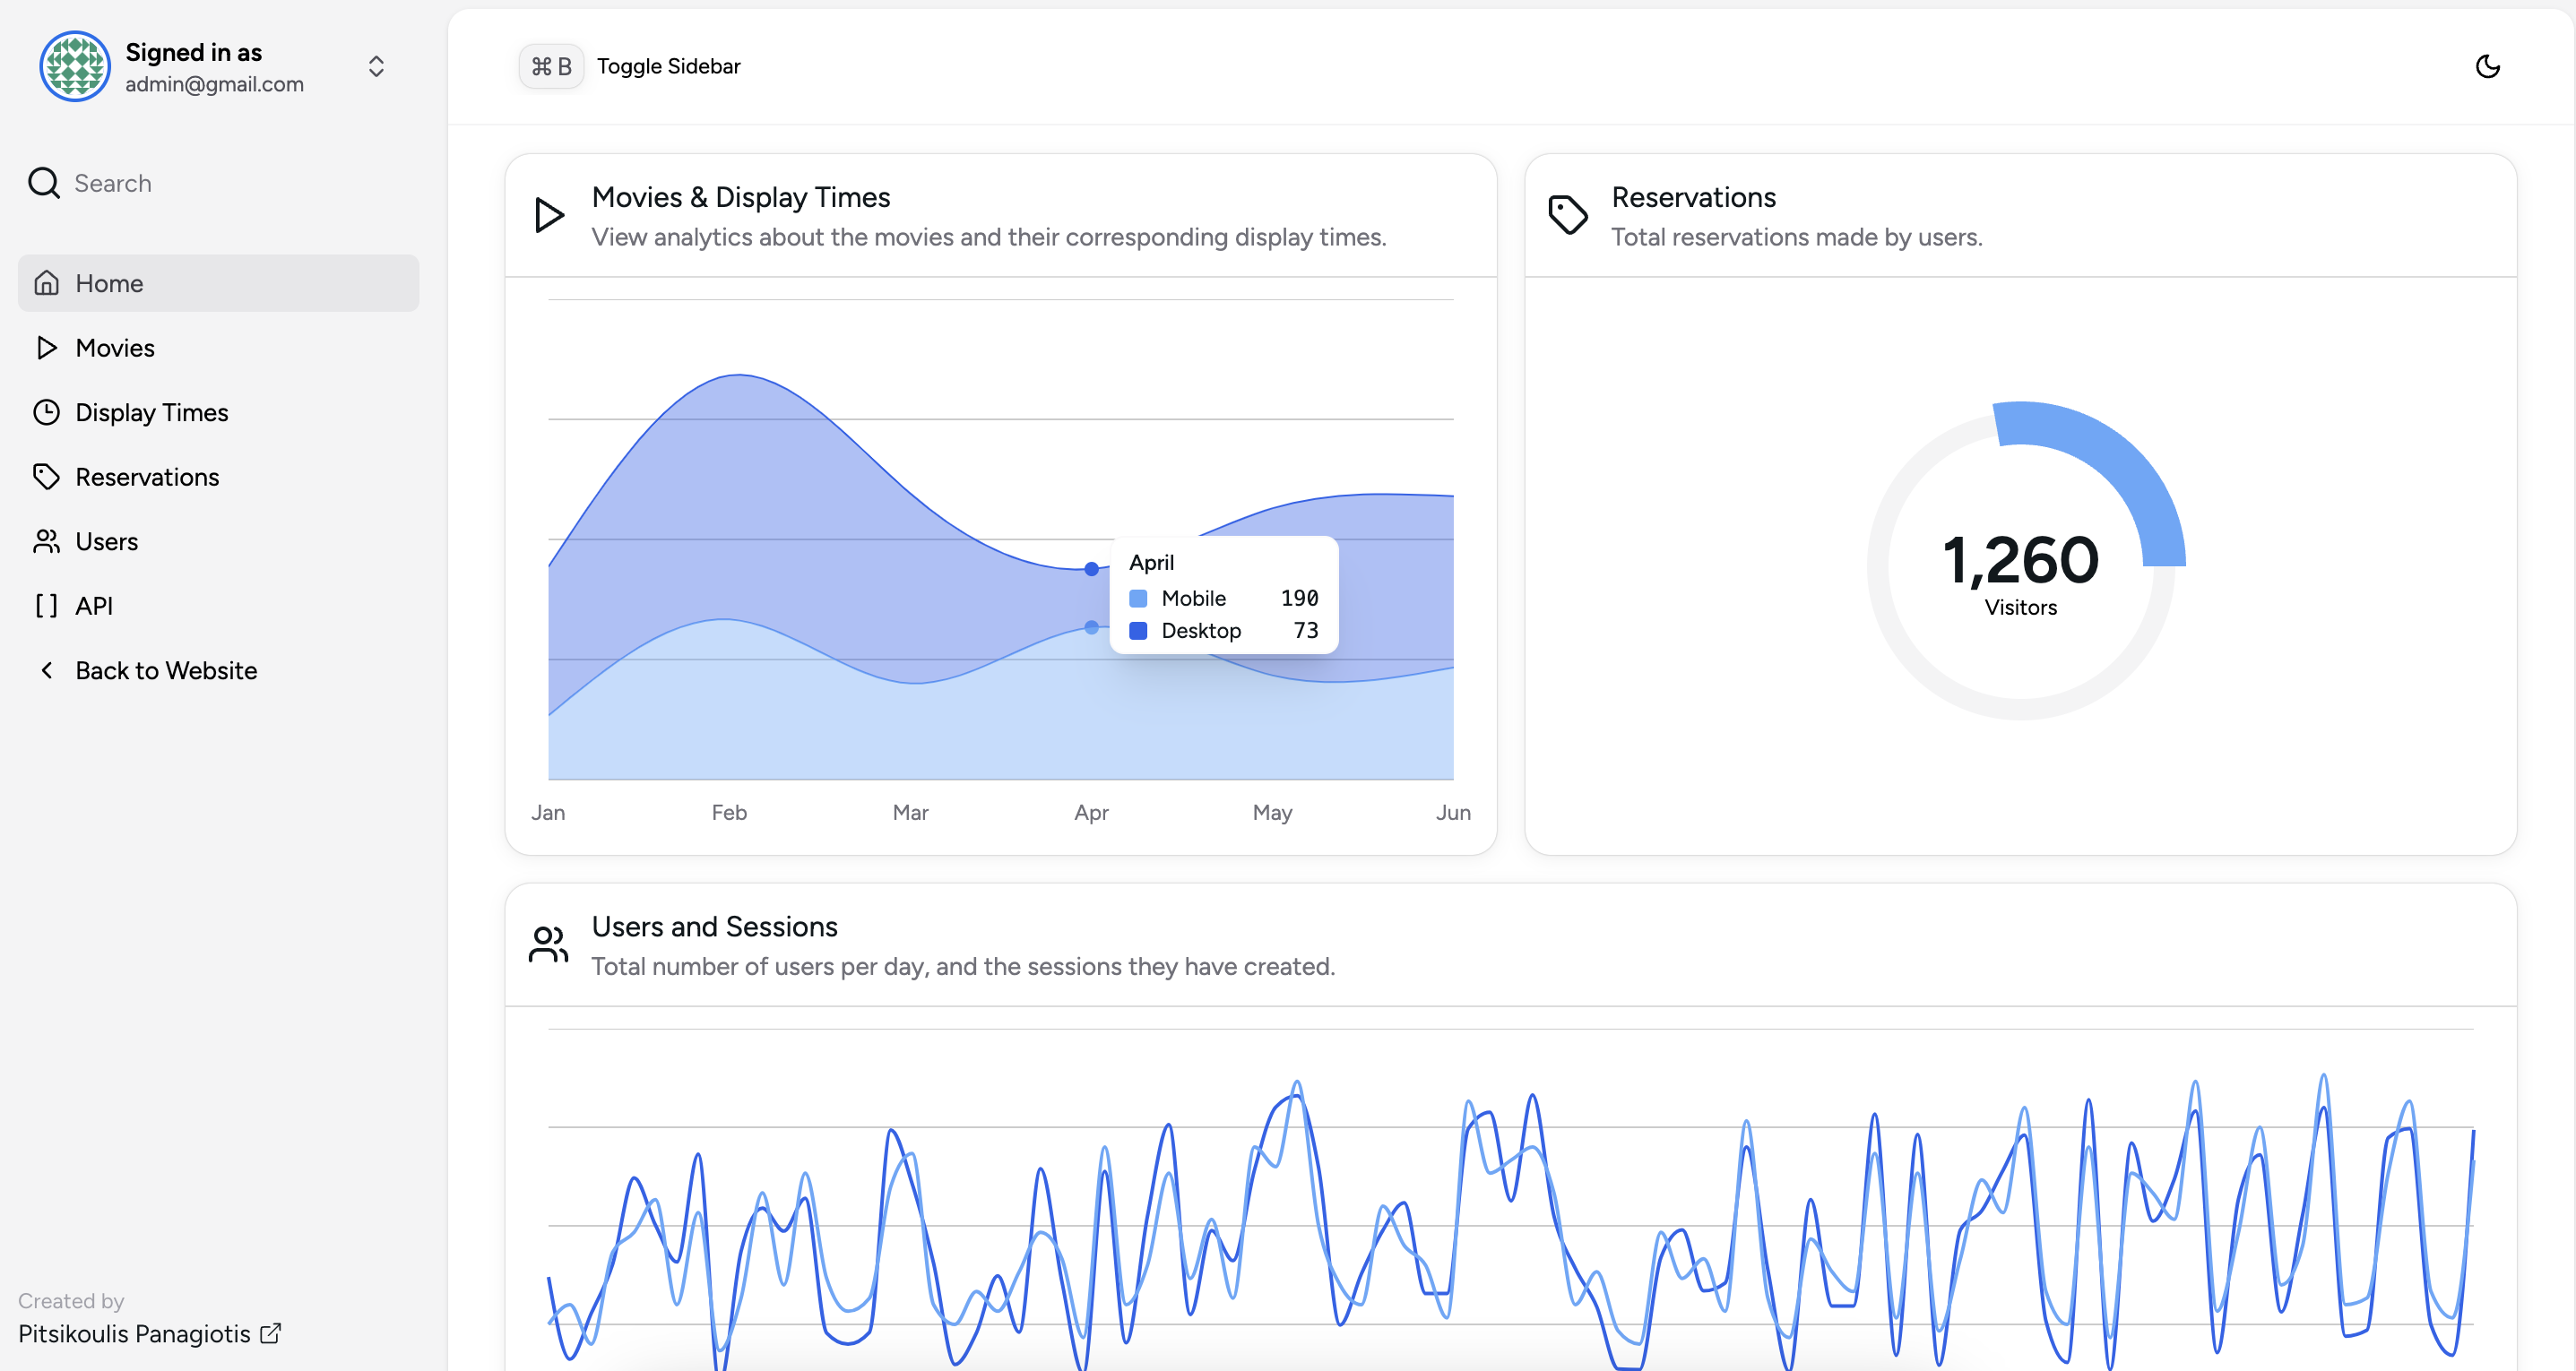 Signed in as
admin@gmail.com
Search
Home
Movies
Display Times
Reservations
Users
API
Back to Website
Created by
Pitsikoulis Panagiotis
⌘ B Toggle Sidebar
Movies & Display Times
View analytics about the movies and their corresponding display times.
April
Mobile 190
Desktop 73
Jan Feb Mar Apr May Jun
Reservations
Total reservations made by users.
1,260
Visitors
Users and Sessions
Total number of users per day, and the sessions they have created.